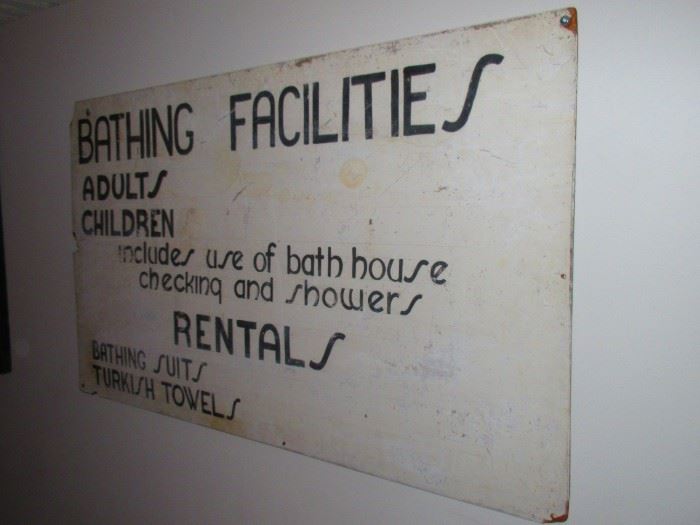 BATHING FACILITIES
ADULTS
CHILDREN
includes use of bath house
checking and showers
RENTALS
BATHING SUITS
TURKISH TOWELS